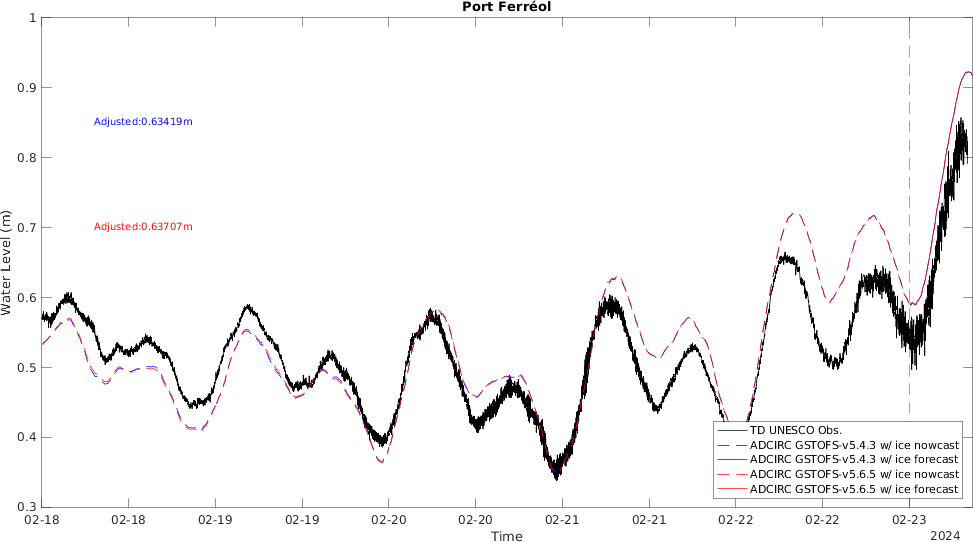 Port Ferréol
1
0.9
0.8
0.7
0.6
0.5
0.4
0.3
Water Level (m)
Adjusted:0.63419m
Adjusted:0.63707m
TD UNESCO Obs.
ADCIRC GSTOFS-v5.4.3 w/ ice nowcast
ADCIRC GSTOFS-v5.4.3 w/ ice forecast
ADCIRC GSTOFS-v5.6.5 w/ ice nowcast
ADCIRC GSTOFS-v5.6.5 w/ ice forecast
02-18 02-18 02-19 02-19 02-20 02-20 02-21 02-21 02-22 02-22 02-23
Time
2024